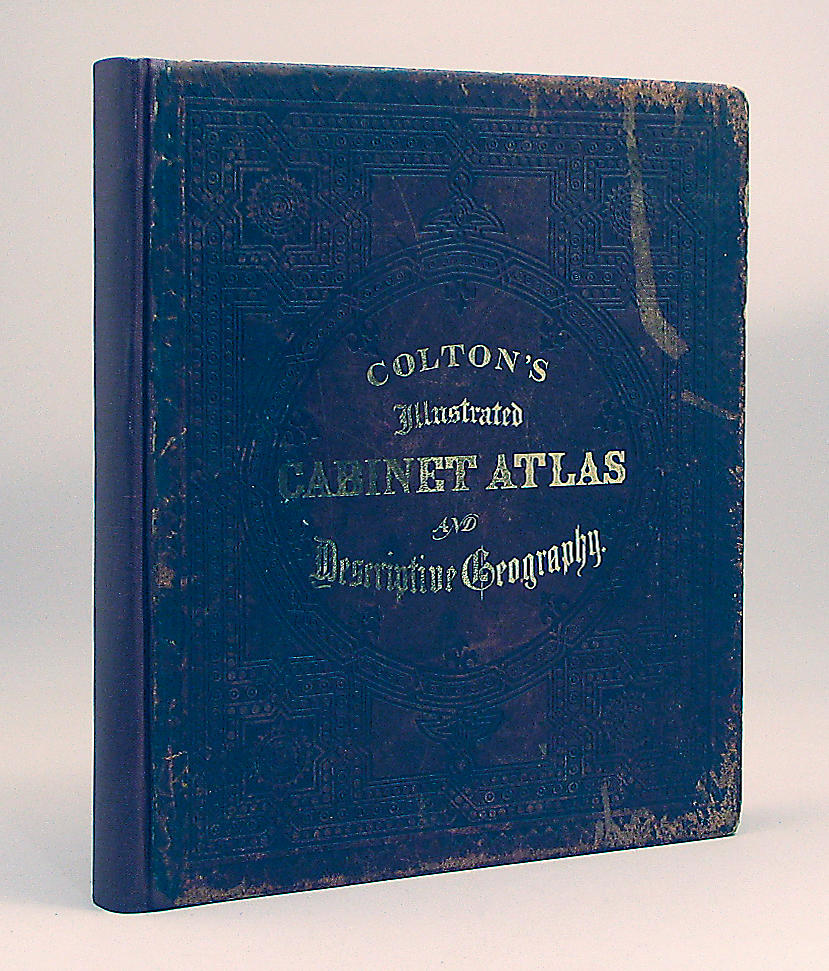 COLTON'S
Illustrated
CABINET ATLAS
AND
Descriptive Geography.